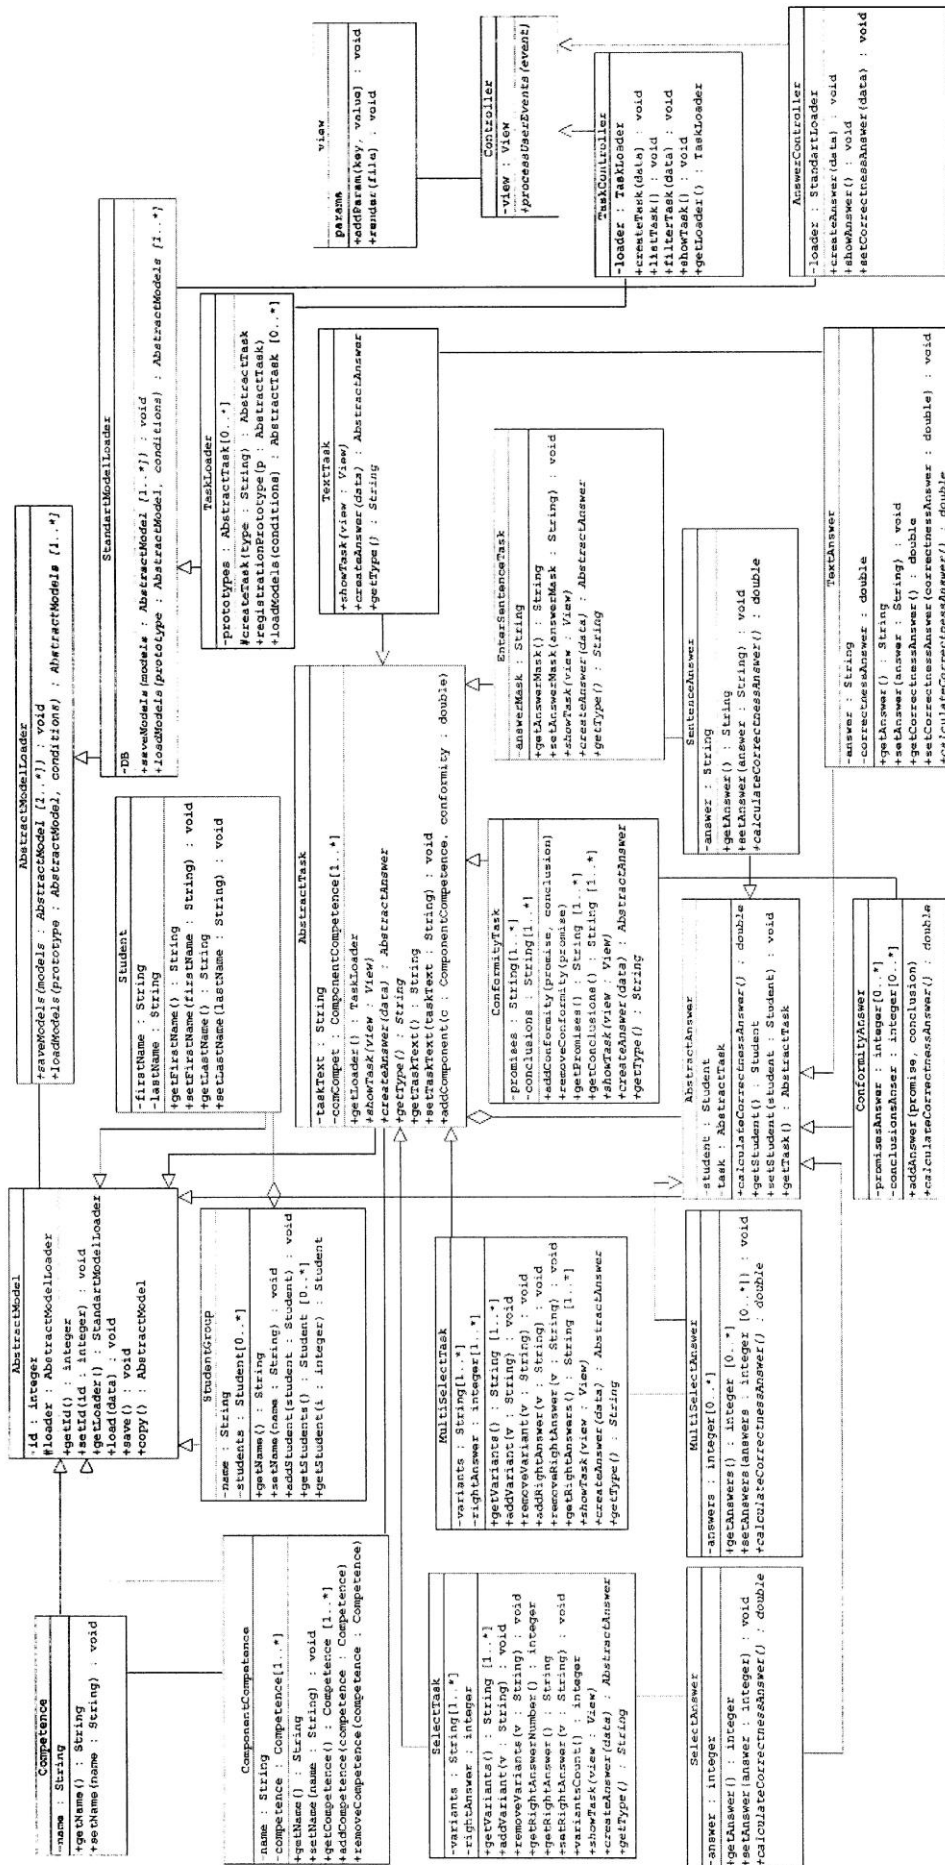 Competence
-name : String
+getName() : String
+setName(name : String) : void
AbstractModel
-id : integer
#loader : AbstractModelLoader
+getId() : integer
+setId(id : integer) : void
+getLoader() : StandartModelLoader
+load(data) : void
+save() : void
+copy() : AbstractModel
AbstractModelLoader
+saveModels(models : AbstractModel [1..*]) : void
+loadModels(prototype : AbstractModel, conditions) : AbstractModels [1..*]
StandartModelLoader
-DB
+saveModels(models : AbstractModel [1..*]) : void
+loadModels(prototype : AbstractModel, conditions) : AbstractModels [1..*]
view
params
+addParam(key, value) : void
+render(file) : void
ComponentCompetence
-name : String
-competence : Competence[1..*]
+getName() : String
+setName(name : String) : void
+getCompetence() : Competence [1..*]
+addCompetence(competence : Competence)
+removeCompetence(competence : Competence)
StudentGroup
-name : String
-students : Student[0..*]
+getName() : String
+setName(name : String) : void
+addStudent(student : Student) : void
+getStudents() : Student [0..*]
+getStudent(i : integer) : Student
Student
-firstName : String
-lastName : String
+getFirstName() : String
+setFirstName(firstName : String) : void
+getLastName() : String
+setLastName(lastName : String) : void
TaskLoader
-prototypes : AbstractTask[0..*]
#createTask(type : String) : AbstractTask
+registrationPrototype(p : AbstractTask)
+loadModels(conditions) : AbstractTask [0..*]
Controller
-view : View
+processUserEvents(event)
AbstractTask
-taskText : String
-comCompet : ComponentCompetence[1..*]
+getLoader() : TaskLoader
+showTask(view : View)
+createAnswer(data) : AbstractAnswer
+getType() : String
+getTaskText() : String
+setTaskText(taskText : String) : void
+addComponent(c : ComponentCompetence, conformity : double)
TextTask
+showTask(view : View)
+createAnswer(data) : AbstractAnswer
+getType() : String
TaskController
-loader : TaskLoader
+createTask(data) : void
+listTask() : void
+filterTask(data) : void
+showTask() : void
+getLoader() : TaskLoader
SelectTask
-variants : String[1..*]
-rightAnswer : integer
+getVariants() : String [1..*]
+addVariant(v : String) : void
+removeVariants(v : String) : void
+getRightAnswerNumber() : integer
+getRightAnswer() : String
+setRightAnswer(v : String) : void
+variantsCount() : integer
+showTask(view : View)
+createAnswer(data) : AbstractAnswer
+getType() : String
MultiSelectTask
-variants : String[1..*]
-rightAnswer : integer[1..*]
+getVariants() : String [1..*]
+addVariant(v : String) : void
+removeVariant(v : String) : void
+addRightAnswer(v : String) : void
+removeRightAnswer(v : String) : void
+getRightAnswers() : String [1..*]
+showTask(view : View)
+createAnswer(data) : AbstractAnswer
+getType() : String
ConformityTask
-promises : String[1..*]
-conclusions : String[1..*]
+addConformity(promise, conclusion)
+removeConformity(promise)
+getPromises() : String [1..*]
+getConclusions() : String [1..*]
+showTask(view : View)
+createAnswer(data) : AbstractAnswer
+getType() : String
EnterSentenceTask
-answerMask : String
+getAnswerMask() : String
+setAnswerMask(answerMask : String) : void
+showTask(view : View)
+createAnswer(data) : AbstractAnswer
+getType() : String
AnswerController
-loader : StandartLoader
+createAnswer(data) : void
+showAnswer() : void
+setCorrectnessAnswer(data) : void
SelectAnswer
-answer : integer
+getAnswer() : integer
+setAnswer(answer : integer) : void
+calculateCorrectnessAnswer() : double
MultiSelectAnswer
-answers : integer[0..*]
+getAnswers() : integer [0..*]
+setAnswers(answers : integer [0..*]) : void
+calculateCorrectnessAnswer() : double
AbstractAnswer
-student : Student
-task : AbstractTask
+calculateCorrectnessAnswer() : double
+getStudent() : Student
+setStudent(student : Student) : void
+getTask() : AbstractTask
SentenceAnswer
-answer : String
+getAnswer() : String
+setAnswer(answer : String) : void
+calculateCorrectnessAnswer() : double
ConformityAnswer
-promisesAnswer : integer[0..*]
-conclusionsAnser : integer[0..*]
+addAnswer(promise, conclusion)
+calculateCorrectnessAnswer() : double
TextAnswer
-answer : String
-correctnessAnswer : double
+getAnswer() : String
+setAnswer(answer : String) : void
+getCorrectnessAnswer() : double
+setCorrectnessAnswer(correctnessAnswer : double) : void
+calculateCorrectnessAnswer() : double